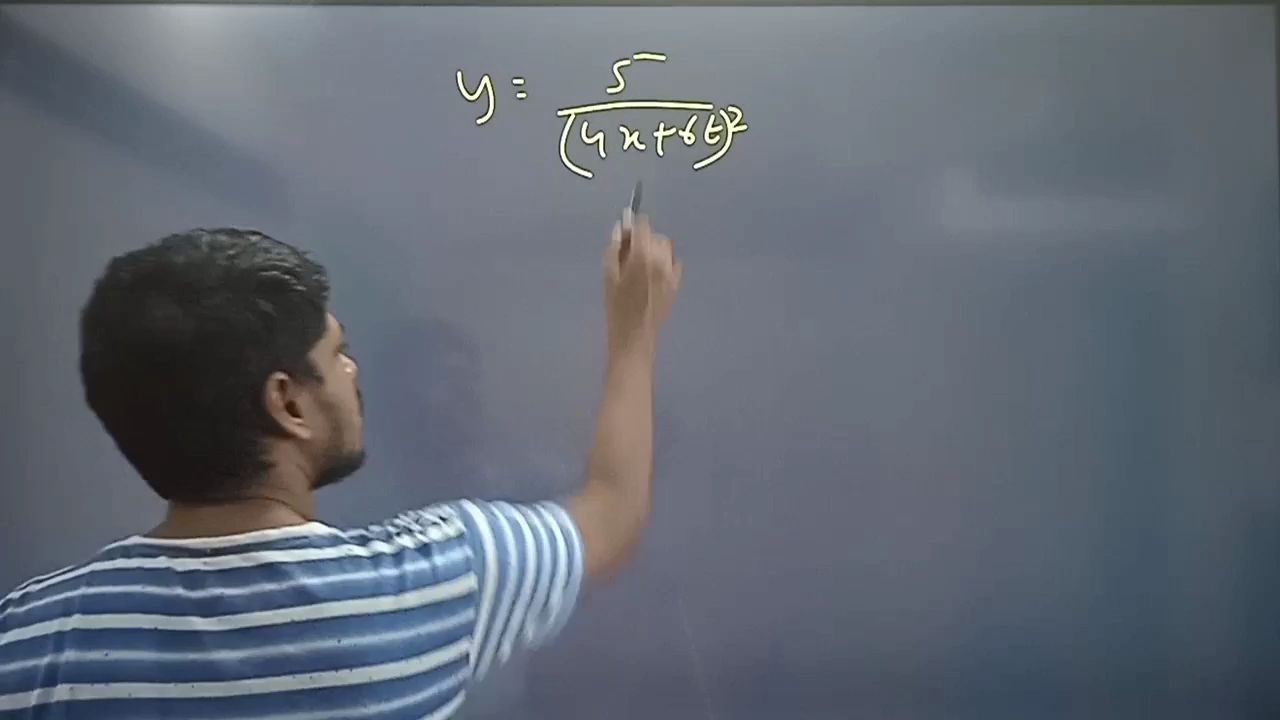 y = 5/(4x+6t)²